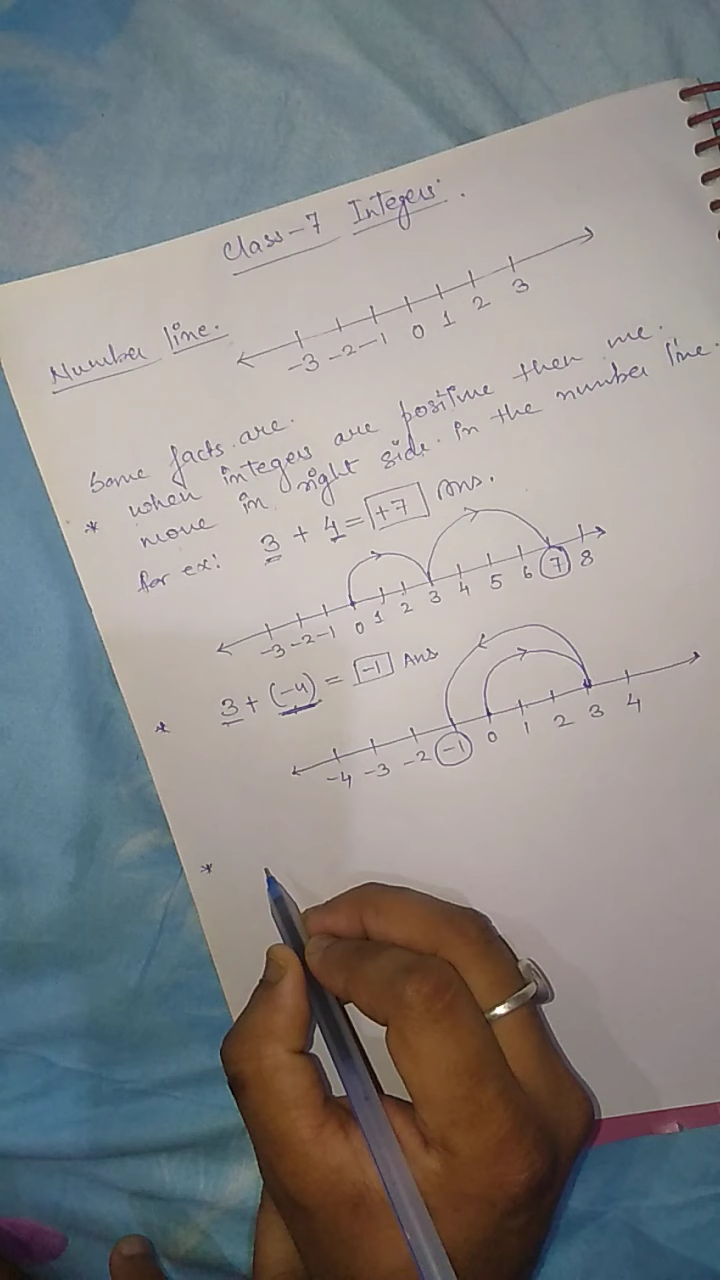 Class-7 Integers.
Number line.
-3 -2 -1 0 1 2 3
Some facts are.
* when integers are positive then me.
move in right side. in the number line.
for ex: 3 + 4 = +7 Ans.
-3 -2 -1 0 1 2 3 4 5 6 7 8
* 3 + (-4) = -1 Ans
-4 -3 -2 -1 0 1 2 3 4
*